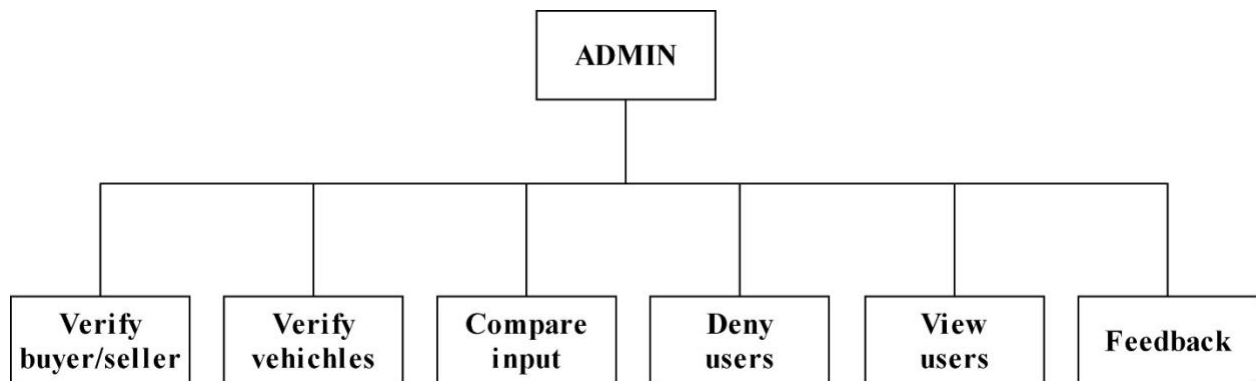 ADMIN
Verify
buyer/seller
Verify
vehichles
Compare
input
Deny
users
View
users
Feedback